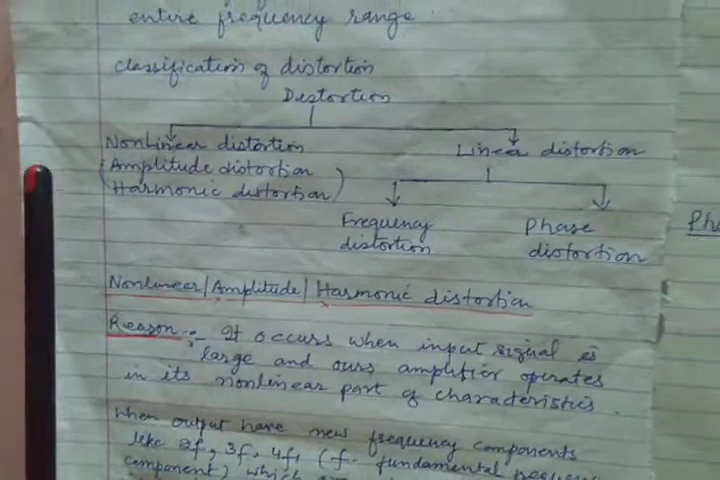 entire frequency range
classification of distortion
Distortion
NonLinear distortion
Linear distortion
(Amplitude distortion
Harmonic distortion)
Frequency
distortion
Phase
distortion
Pha
Nonlinear/Amplitude/Harmonic distortion
Reason :- It occurs when input signal is
large and ours amplifier operates
in its nonlinear part of characteristics.
When output have new frequency components
like 2f, 3f, 4f, (f - fundamental
component) which